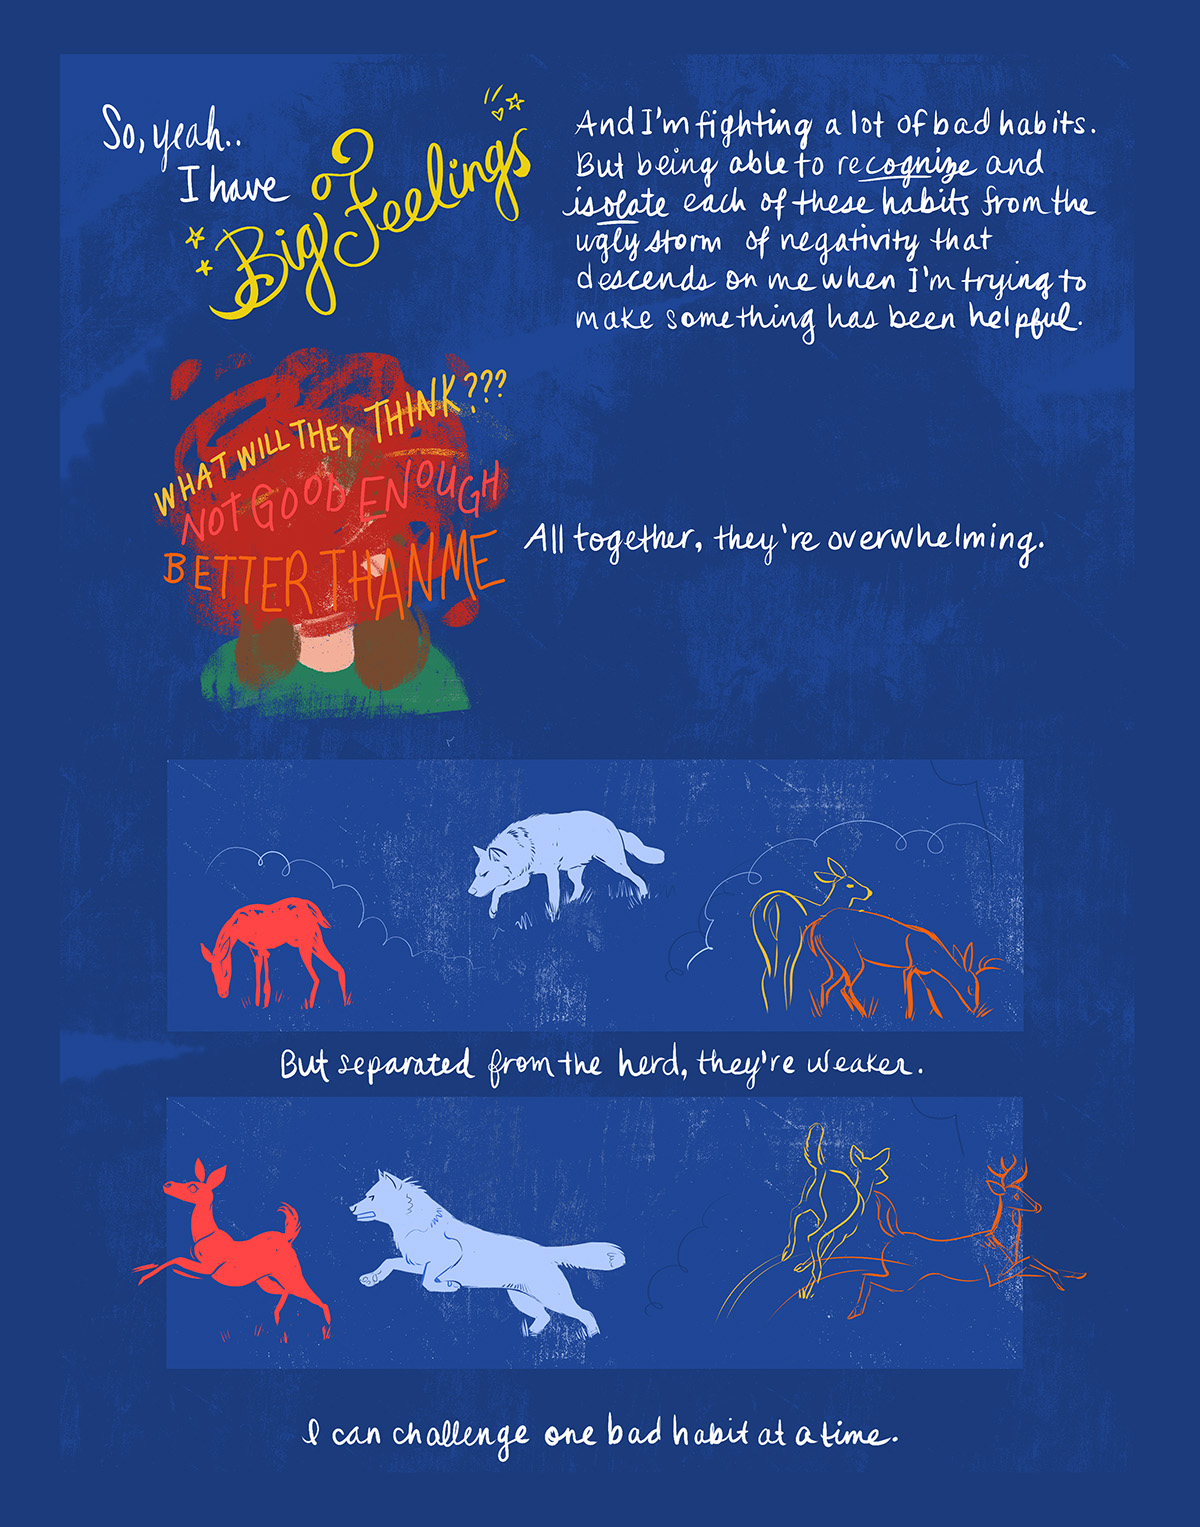 So, yeah..
I have
Big Feelings
And I'm fighting a lot of bad habits.
But being able to recognize and
isolate each of these habits from the
ugly storm of negativity that
descends on me when I'm trying to
make something has been helpful.
WHAT WILL THEY THINK???
NOT GOOD ENOUGH
BETTER THAN ME
All together, they're overwhelming.
But separated from the herd, they're weaker.
I can challenge one bad habit at a time.